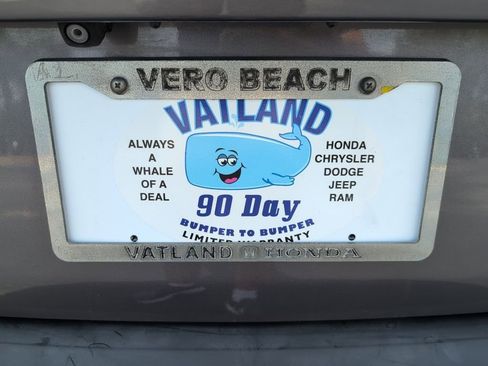 VERO BEACH
VATLAND
ALWAYS
A
WHALE
OF A
DEAL
HONDA
CHRYSLER
DODGE
JEEP
RAM
90 Day
BUMPER TO BUMPER
LIMITED WARRANTY
VATLAND HONDA